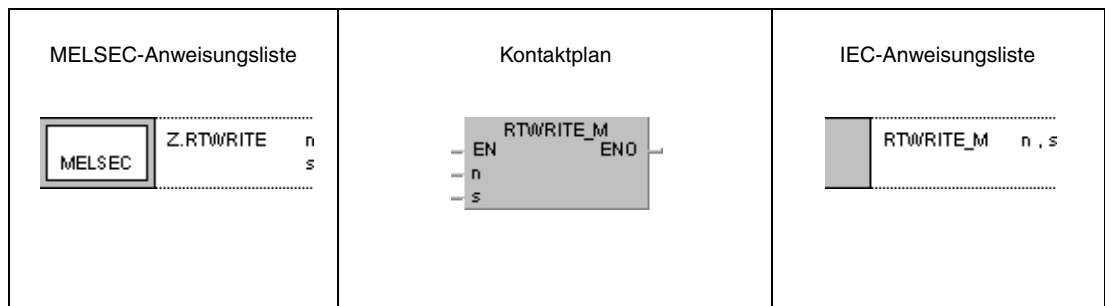 MELSEC-Anweisungsliste
MELSEC
Z.RTWRITE n
s
Kontaktplan
RTWRITE_M
EN ENO
n
s
IEC-Anweisungsliste
RTWRITE_M n , s